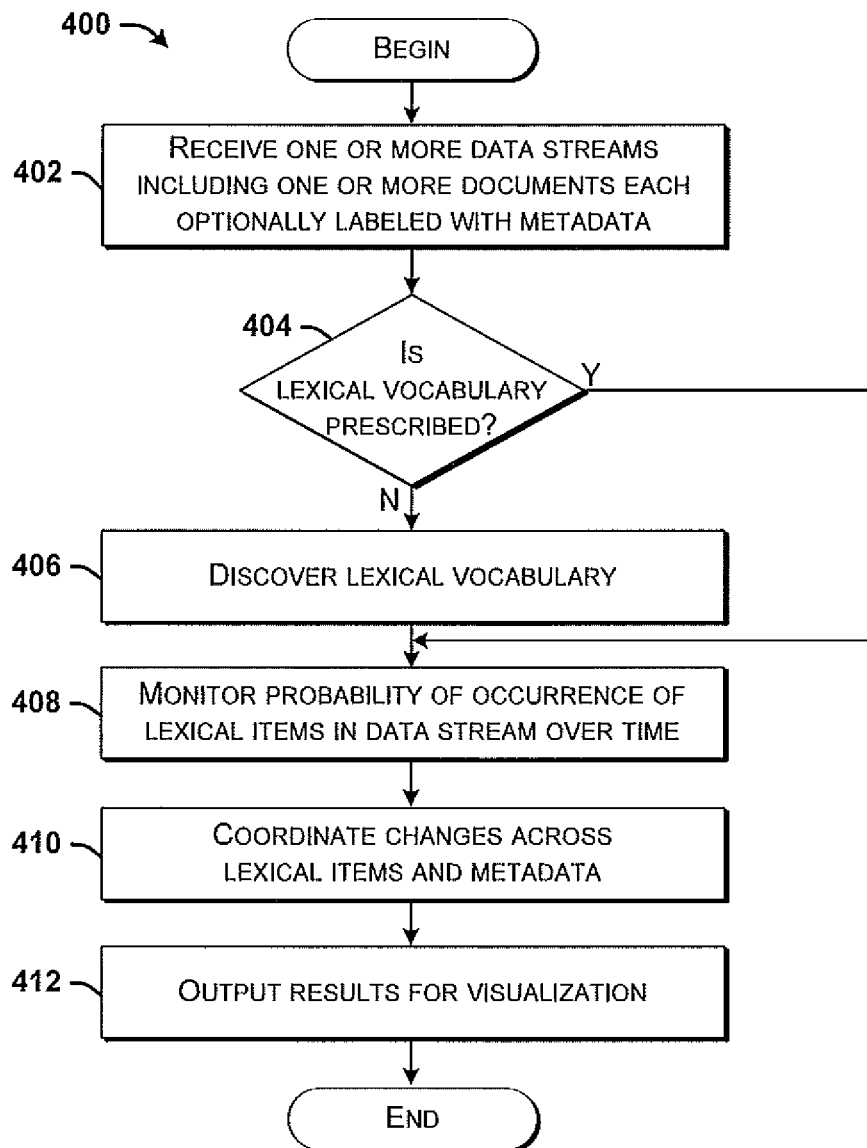 400
BEGIN
402
RECEIVE ONE OR MORE DATA STREAMS
INCLUDING ONE OR MORE DOCUMENTS EACH
OPTIONALLY LABELED WITH METADATA
404
IS
LEXICAL VOCABULARY
PRESCRIBED?
Y
N
406
DISCOVER LEXICAL VOCABULARY
408
MONITOR PROBABILITY OF OCCURRENCE OF
LEXICAL ITEMS IN DATA STREAM OVER TIME
410
COORDINATE CHANGES ACROSS
LEXICAL ITEMS AND METADATA
412
OUTPUT RESULTS FOR VISUALIZATION
END